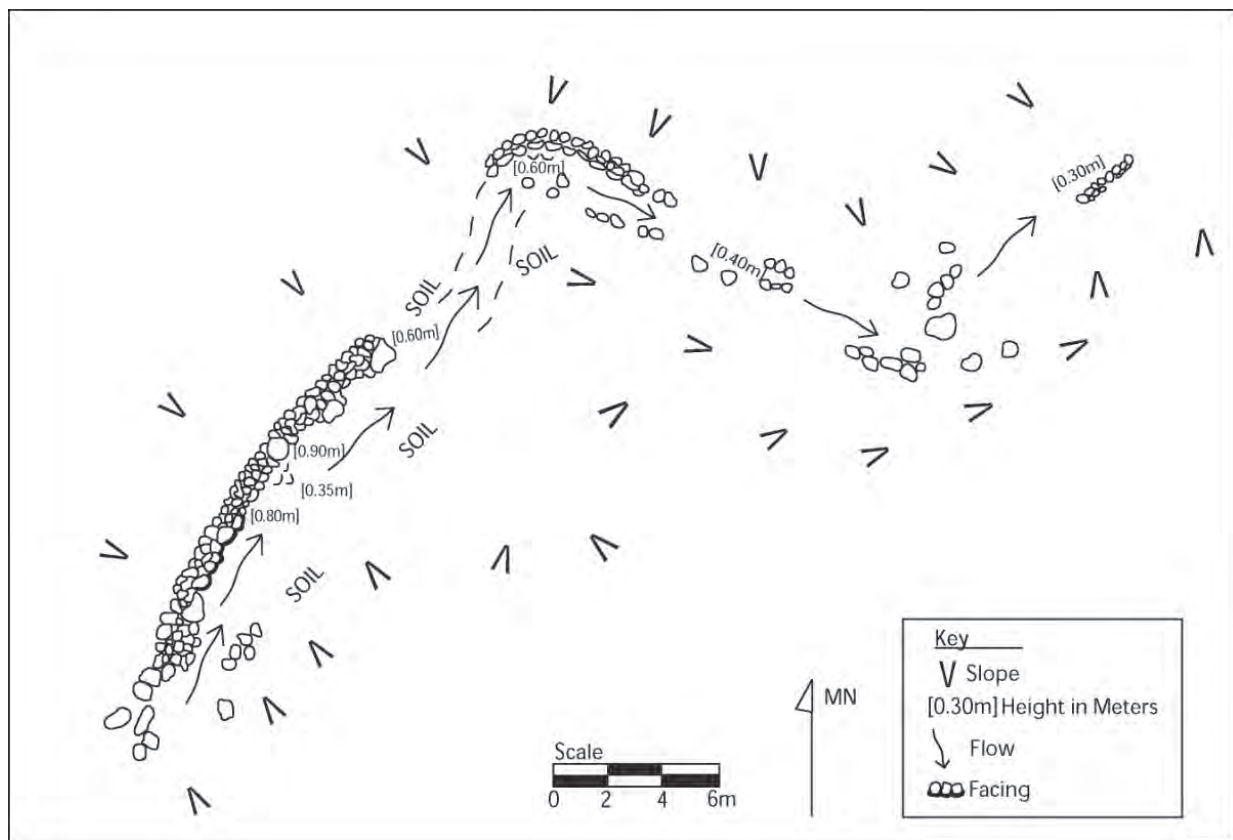 [0.60m]
[0.30m]
SOIL
[0.40m]
SOIL
[0.60m]
SOIL
[0.90m]
[0.35m]
[0.80m]
SOIL
Key
Slope
[0.30m] Height in Meters
Flow
Facing
MN
Scale
0 2 4 6m